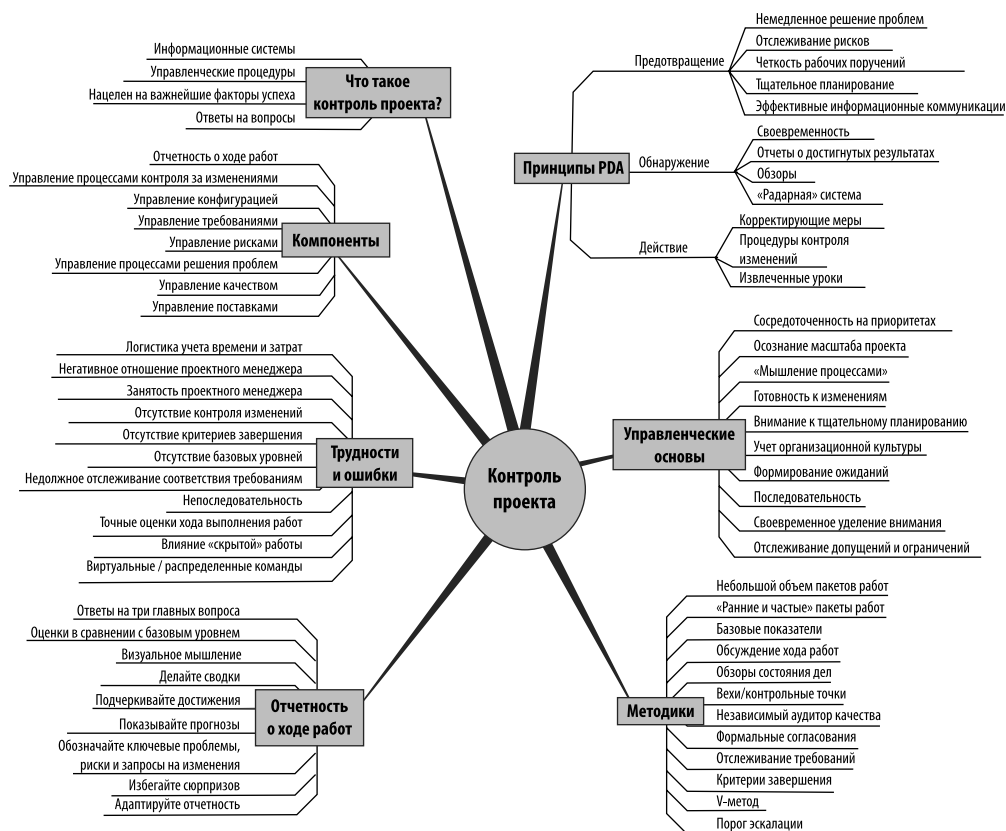 Что такое
контроль проекта?
Информационные системы
Управленческие процедуры
Нацелен на важнейшие факторы успеха
Ответы на вопросы
Компоненты
Отчетность о ходе работ
Управление процессами контроля за изменениями
Управление конфигурацией
Управление требованиями
Управление рисками
Управление процессами решения проблем
Управление качеством
Управление поставками
Трудности
и ошибки
Логистика учета времени и затрат
Негативное отношение проектного менеджера
Занятость проектного менеджера
Отсутствие контроля изменений
Отсутствие критериев завершения
Отсутствие базовых уровней
Недолжное отслеживание соответствия требованиям
Непоследовательность
Точные оценки хода выполнения работ
Влияние «скрытой» работы
Виртуальные / распределенные команды
Отчетность
о ходе работ
Ответы на три главных вопроса
Оценки в сравнении с базовым уровнем
Визуальное мышление
Делайте сводки
Подчеркивайте достижения
Показывайте прогнозы
Обозначайте ключевые проблемы,
риски и запросы на изменения
Избегайте сюрпризов
Адаптируйте отчетность
Контроль
проекта
Принципы PDA
Предотвращение
Немедленное решение проблем
Отслеживание рисков
Четкость рабочих поручений
Тщательное планирование
Эффективные информационные коммуникации
Обнаружение
Своевременность
Отчеты о достигнутых результатах
Обзоры
«Радарная» система
Действие
Корректирующие меры
Процедуры контроля
изменений
Извлеченные уроки
Управленческие
основы
Сосредоточенность на приоритетах
Осознание масштаба проекта
«Мышление процессами»
Готовность к изменениям
Внимание к тщательному планированию
Учет организационной культуры
Формирование ожиданий
Последовательность
Своевременное уделение внимания
Отслеживание допущений и ограничений
Методики
Небольшой объем пакетов работ
«Ранние и частые» пакеты работ
Базовые показатели
Обсуждение хода работ
Обзоры состояния дел
Вехи/контрольные точки
Независимый аудитор качества
Формальные согласования
Отслеживание требований
Критерии завершения
V-метод
Порог эскалации